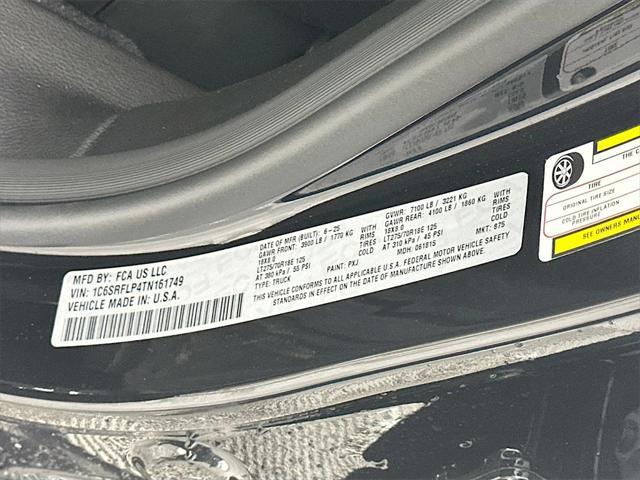 MFD BY: FCA US LLC
VIN: 1C6SRFLP4TN161749
VEHICLE MADE IN U.S.A.
DATE OF MFR (BUILT): 6-25
GAWR FRONT: 3900 LB / 1770 KG WITH
18X8.0 RIMS
LT275/70R18E 125 TIRES
AT 380 kPa / 55 PSI COLD
PAINT: PXJ
TYPE: TRUCK
GVWR: 7100 LB / 3221 KG
GAWR REAR: 4100 LB / 1860 KG WITH
18X8.0 RIMS
LT275/70R18E 125 TIRES
AT 310 kPa / 45 PSI COLD
MDH: 061815 MKT: 875
THIS VEHICLE CONFORMS TO ALL APPLICABLE U.S.A. FEDERAL MOTOR VEHICLE SAFETY
STANDARDS IN EFFECT ON THE DATE OF MANUFACTURE SHOWN ABOVE.
TIRE
ORIGINAL TIRE SIZE
MINIMUM
SEE OWNERS MANUAL